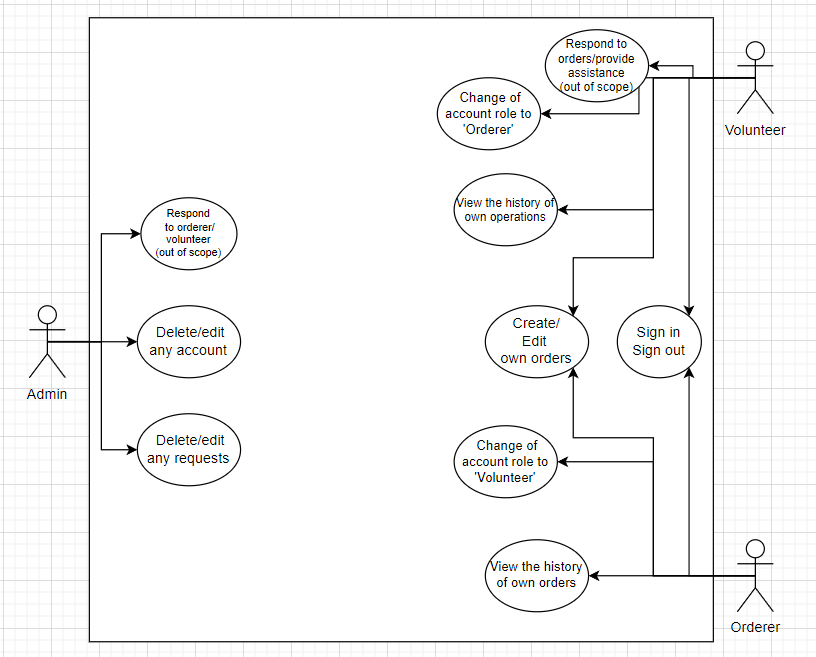 Respond to
orders/provide
assistance
(out of scope)
Volunteer
Change of
account role to
'Orderer'
View the history of
own operations
Respond
to orderer/
volunteer
(out of scope)
Admin
Delete/edit
any account
Create/
Edit
own orders
Sign in
Sign out
Delete/edit
any requests
Change of
account role to
'Volunteer'
View the history
of own orders
Orderer